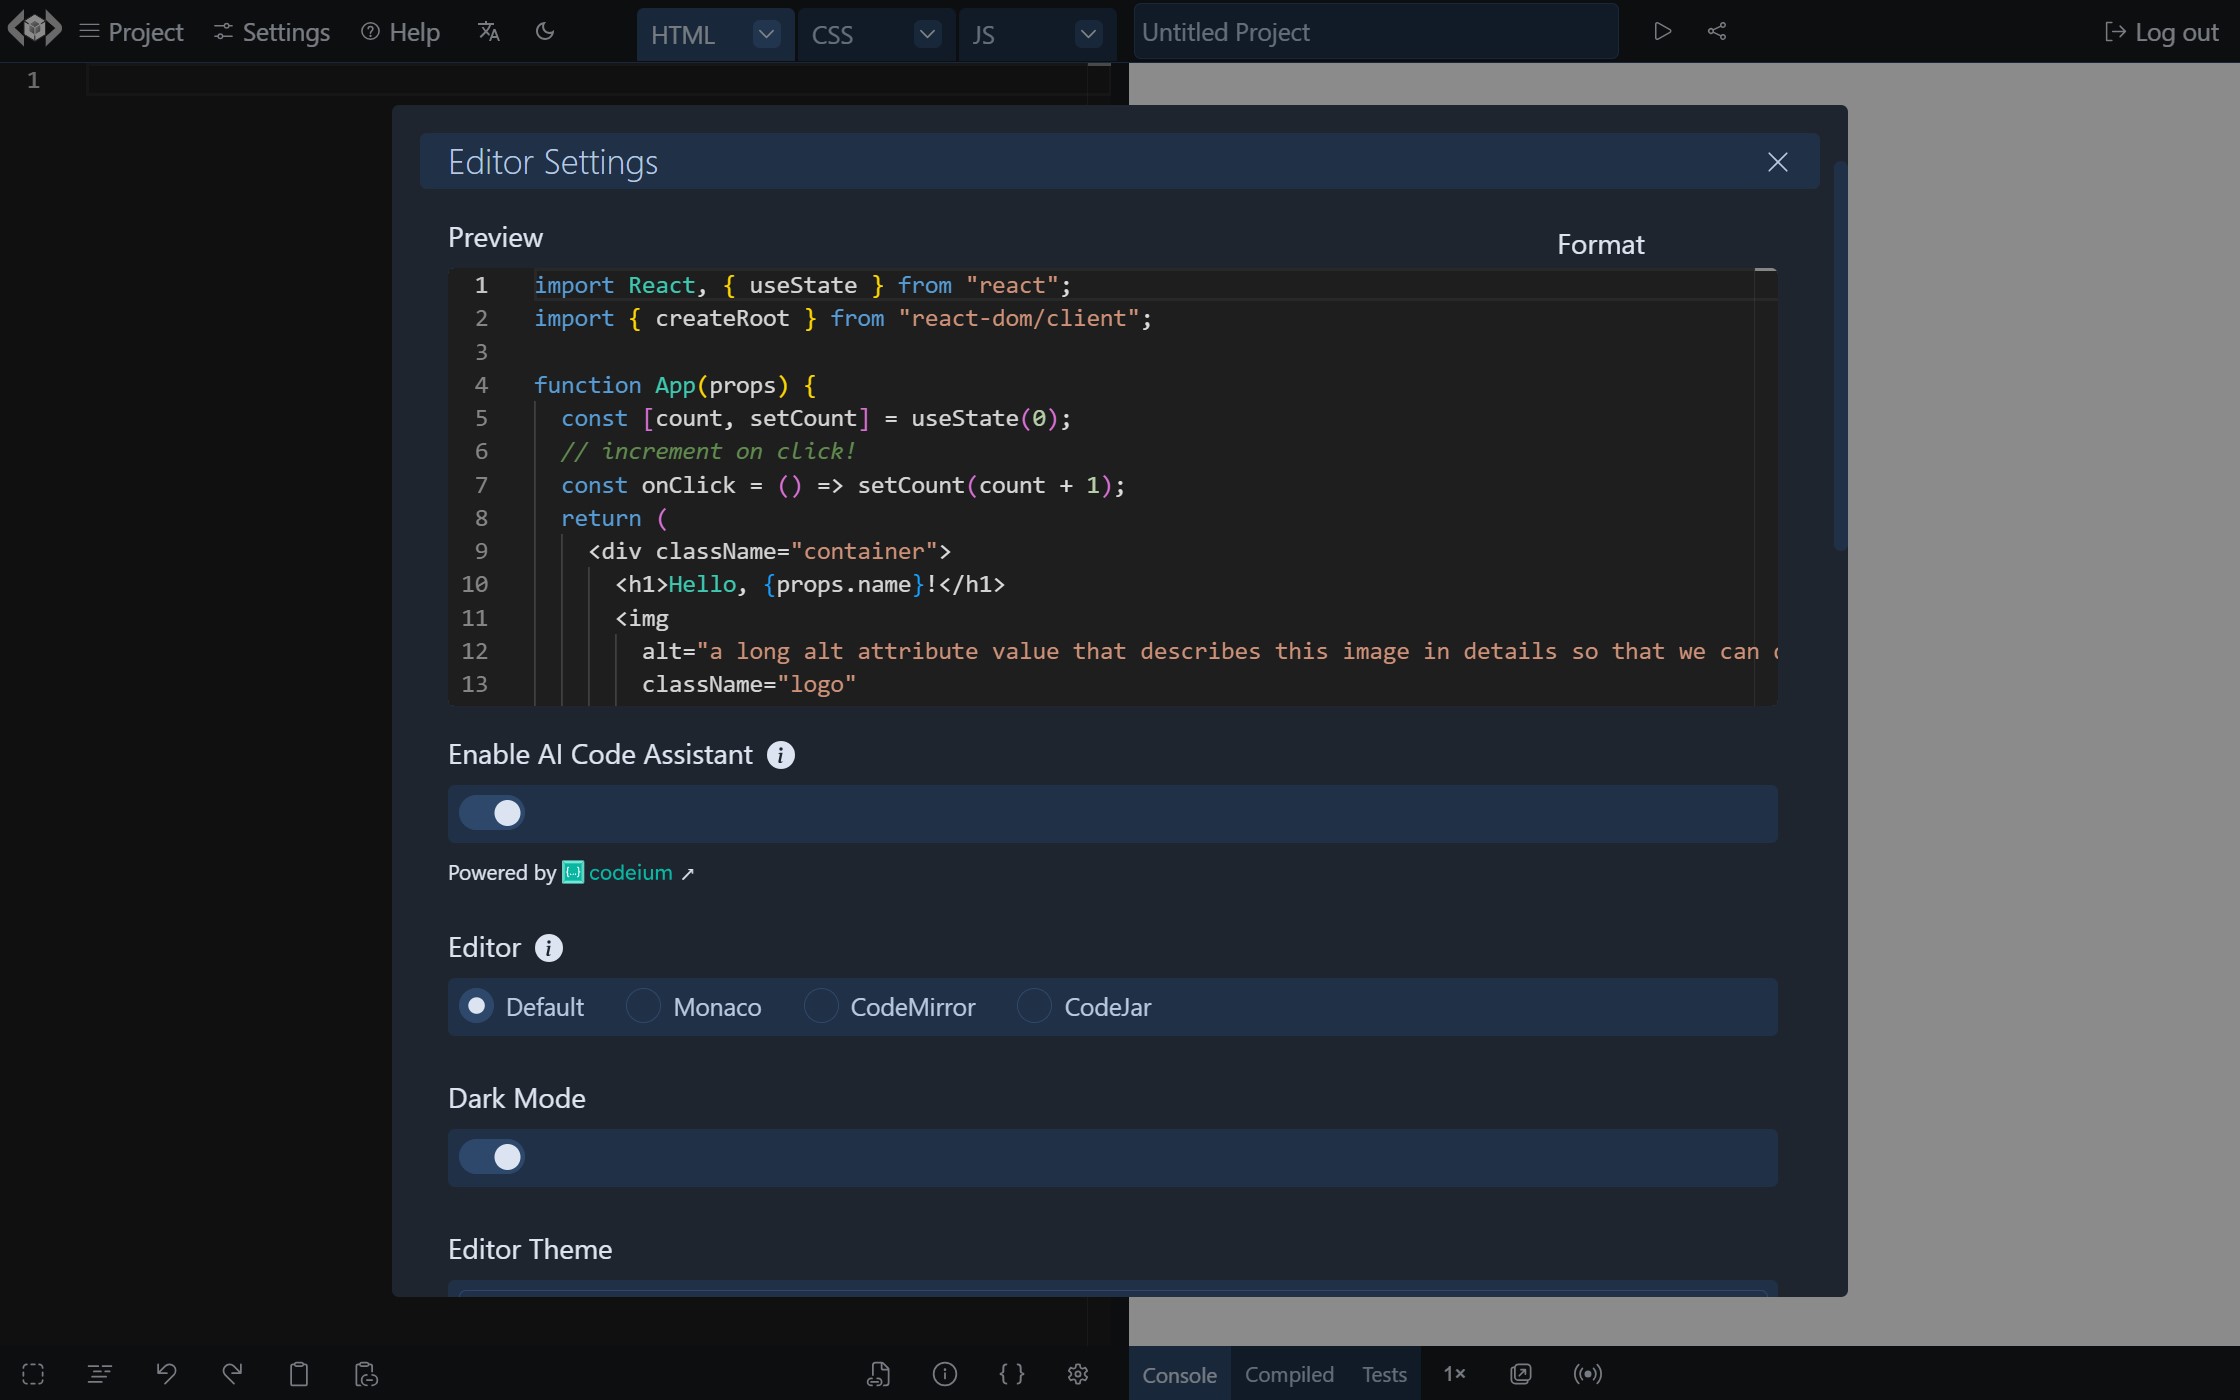 Project Settings Help HTML CSS JS Untitled Project Log out
1
Editor Settings
Preview
Format
1 import React, { useState } from "react";
2 import { createRoot } from "react-dom/client";
3
4 function App(props) {
5 const [count, setCount] = useState(0);
6 // increment on click!
7 const onClick = () => setCount(count + 1);
8 return (
9 <div className="container">
10 <h1>Hello, {props.name}!</h1>
11 <img
12 alt="a long alt attribute value that describes this image in details so that we can
13 className="logo"
Enable AI Code Assistant i
Powered by {...} codeium ↗
Editor i
Default Monaco CodeMirror CodeJar
Dark Mode
Editor Theme
Console Compiled Tests 1×